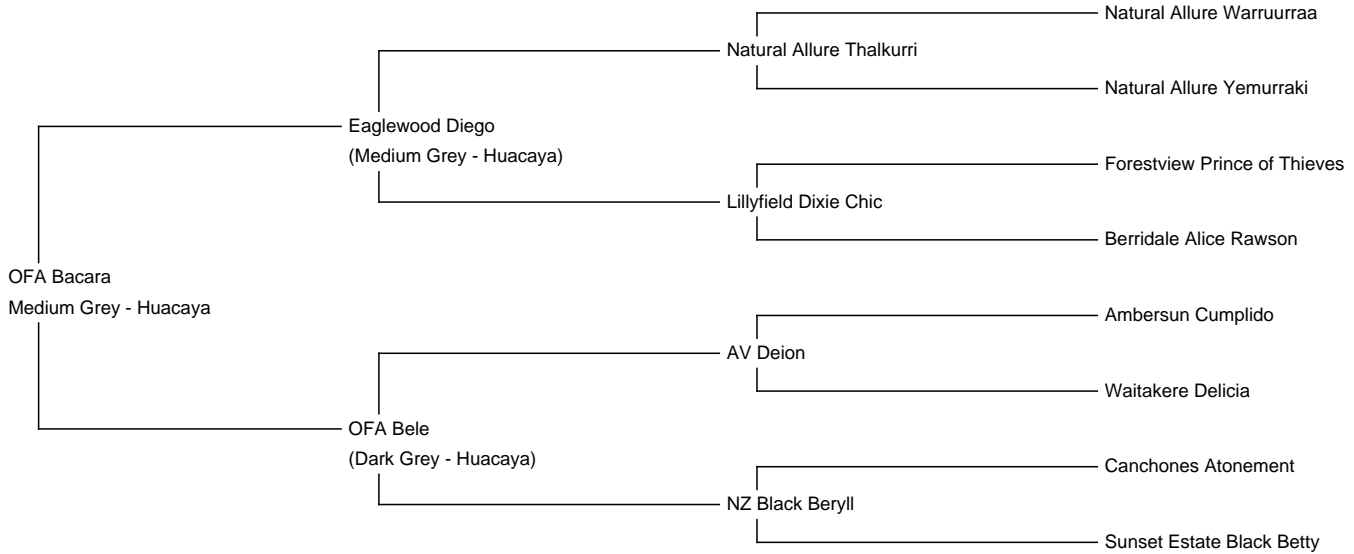 Natural Allure Warruurraa
Natural Allure Thalkurri
Natural Allure Yemurraki
Eaglewood Diego
(Medium Grey - Huacaya)
Forestview Prince of Thieves
Lillyfield Dixie Chic
Berridale Alice Rawson
OFA Bacara
Medium Grey - Huacaya
Ambersun Cumplido
AV Deion
Waitakere Delicia
OFA Bele
(Dark Grey - Huacaya)
Canchones Atonement
NZ Black Beryll
Sunset Estate Black Betty